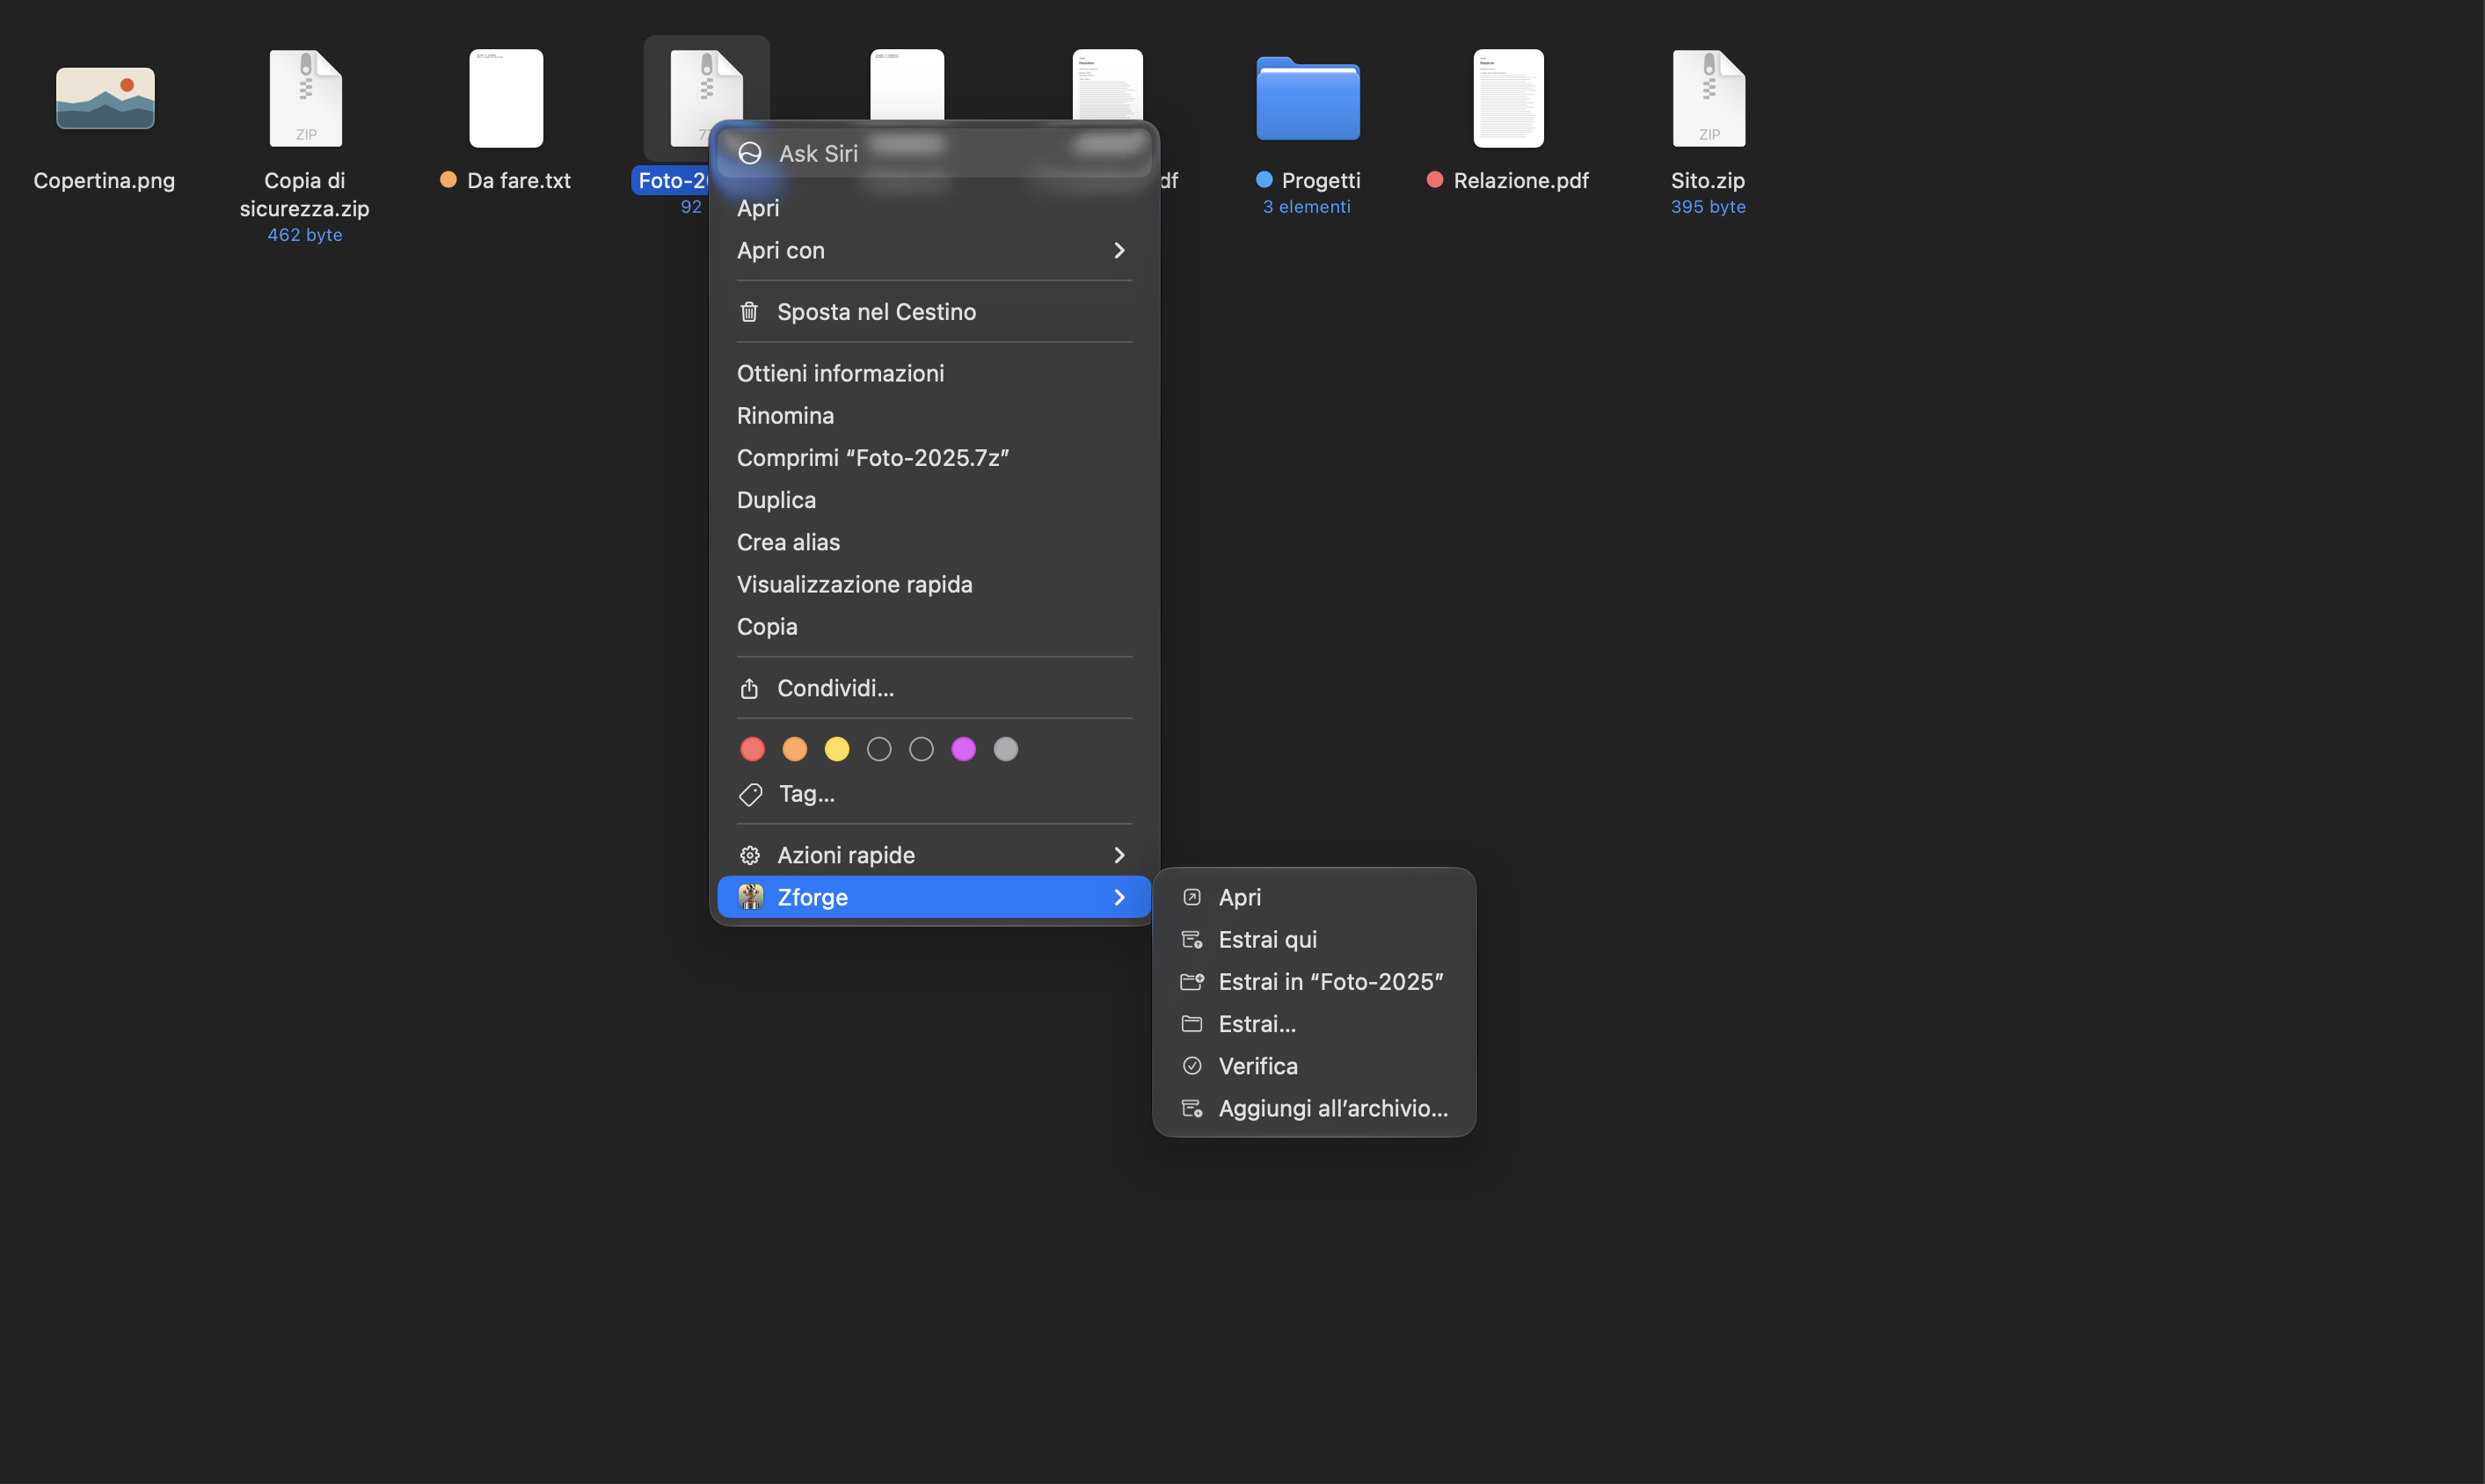 ZIP
ZIP
Copertina.png
Copia di
sicurezza.zip
462 byte
Da fare.txt
92
Progetti
3 elementi
Relazione.pdf
Sito.zip
395 byte
Ask Siri
Apri
Apri con
Sposta nel Cestino
Ottieni informazioni
Rinomina
Comprimi “Foto-2025.7z”
Duplica
Crea alias
Visualizzazione rapida
Copia
Condividi...
Tag...
Azioni rapide
Zforge
Apri
Estrai qui
Estrai in “Foto-2025”
Estrai...
Verifica
Aggiungi all’archivio...